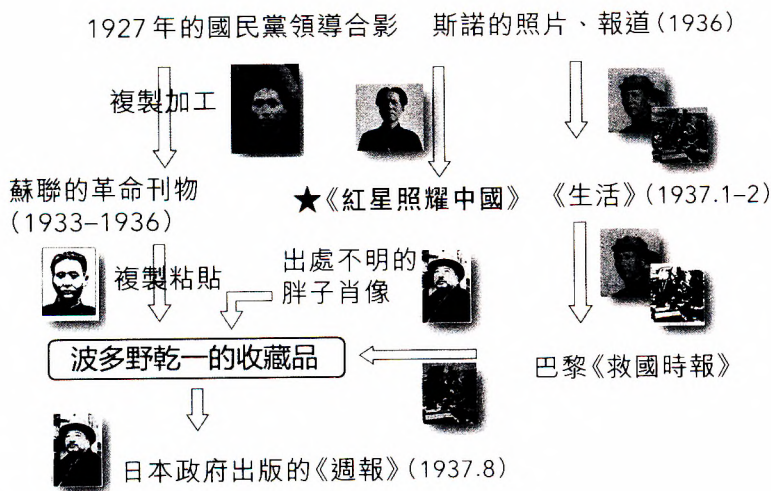 1927年的國民黨領導合影
斯諾的照片、報道（1936）
複製加工
蘇聯的革命刊物
（1933–1936）
★《紅星照耀中國》
《生活》（1937.1–2）
複製粘貼
出處不明的
胖子肖像
波多野乾一的收藏品
巴黎《救國時報》
日本政府出版的《週報》（1937.8）